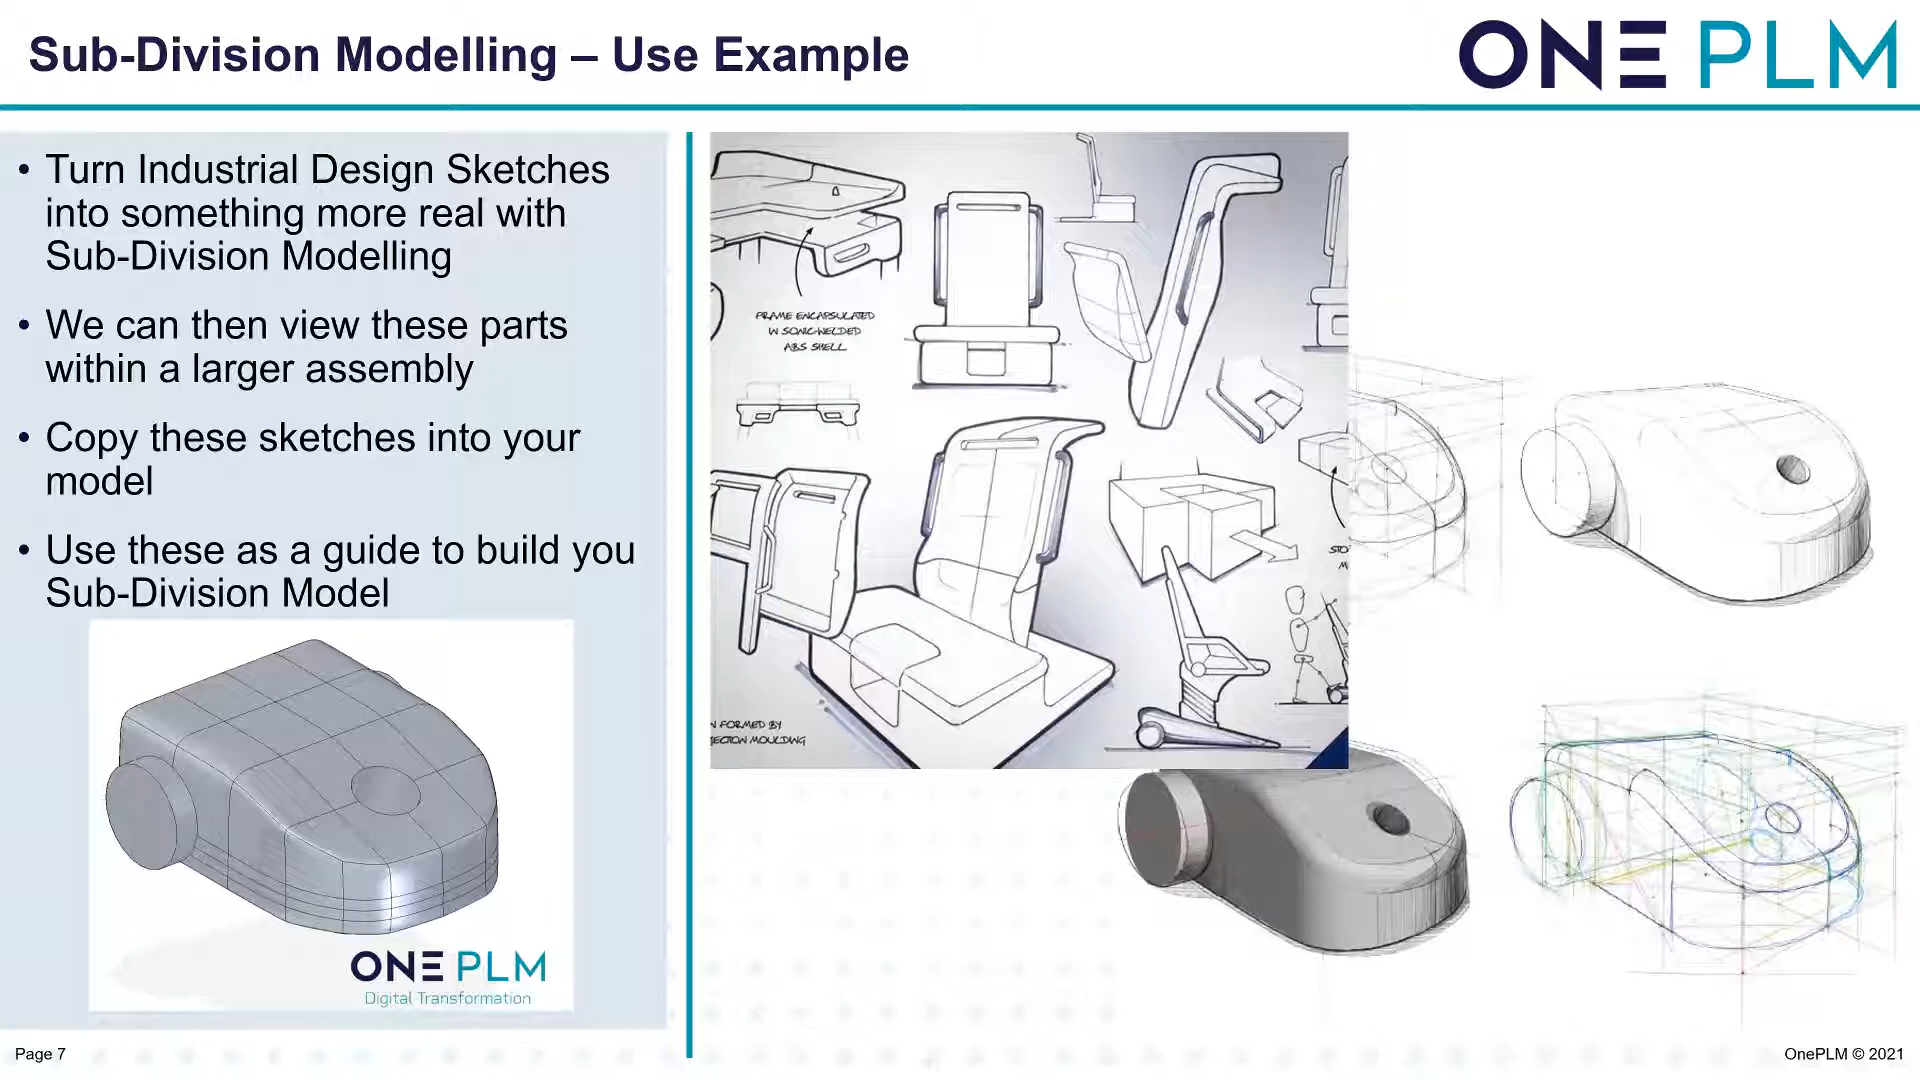 Sub-Division Modelling – Use Example
ONE PLM
• Turn Industrial Design Sketches
into something more real with
Sub-Division Modelling
• We can then view these parts
within a larger assembly
• Copy these sketches into your
model
• Use these as a guide to build you
Sub-Division Model
ONE PLM
Digital Transformation
FRAME ENCAPSULATED
W SONIC-WELDED
ABS SHELL
STO
M
N FORMED BY
JECTION MOULDING
Page 7
OnePLM © 2021